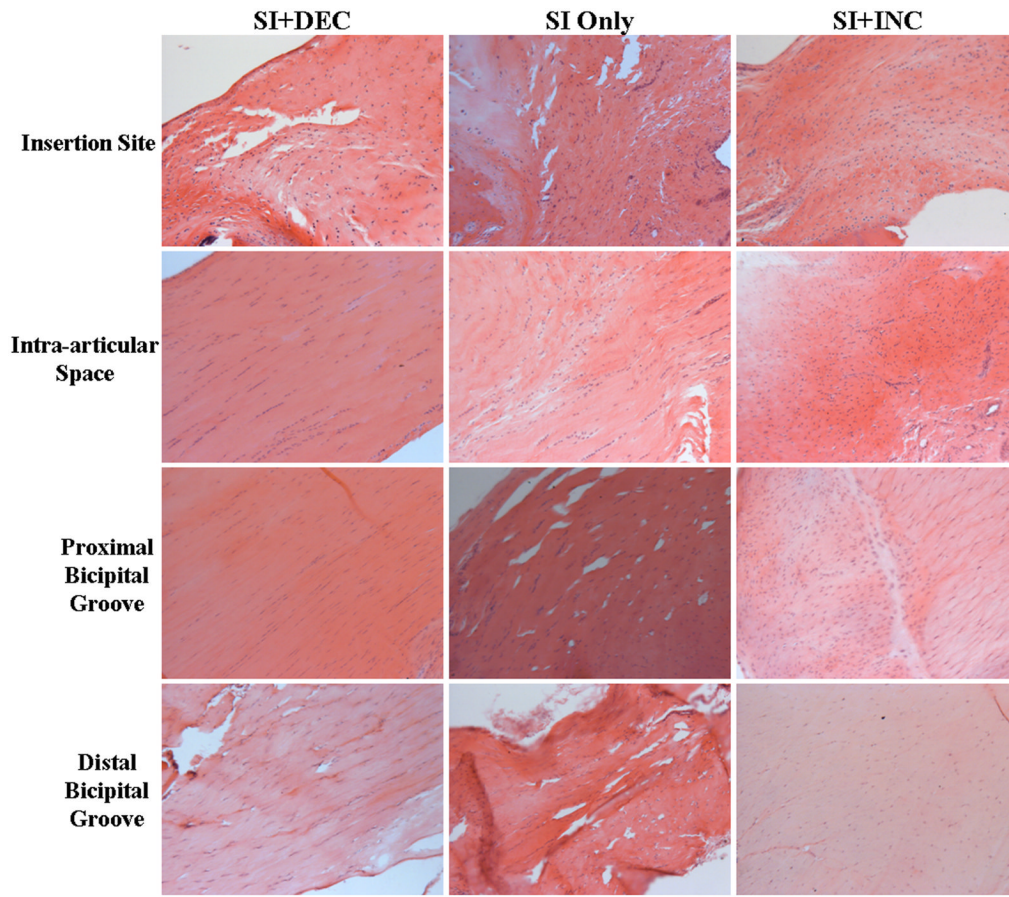 SI+DEC
SI Only
SI+INC
Insertion Site
Intra-articular
Space
Proximal
Bicipital
Groove
Distal
Bicipital
Groove